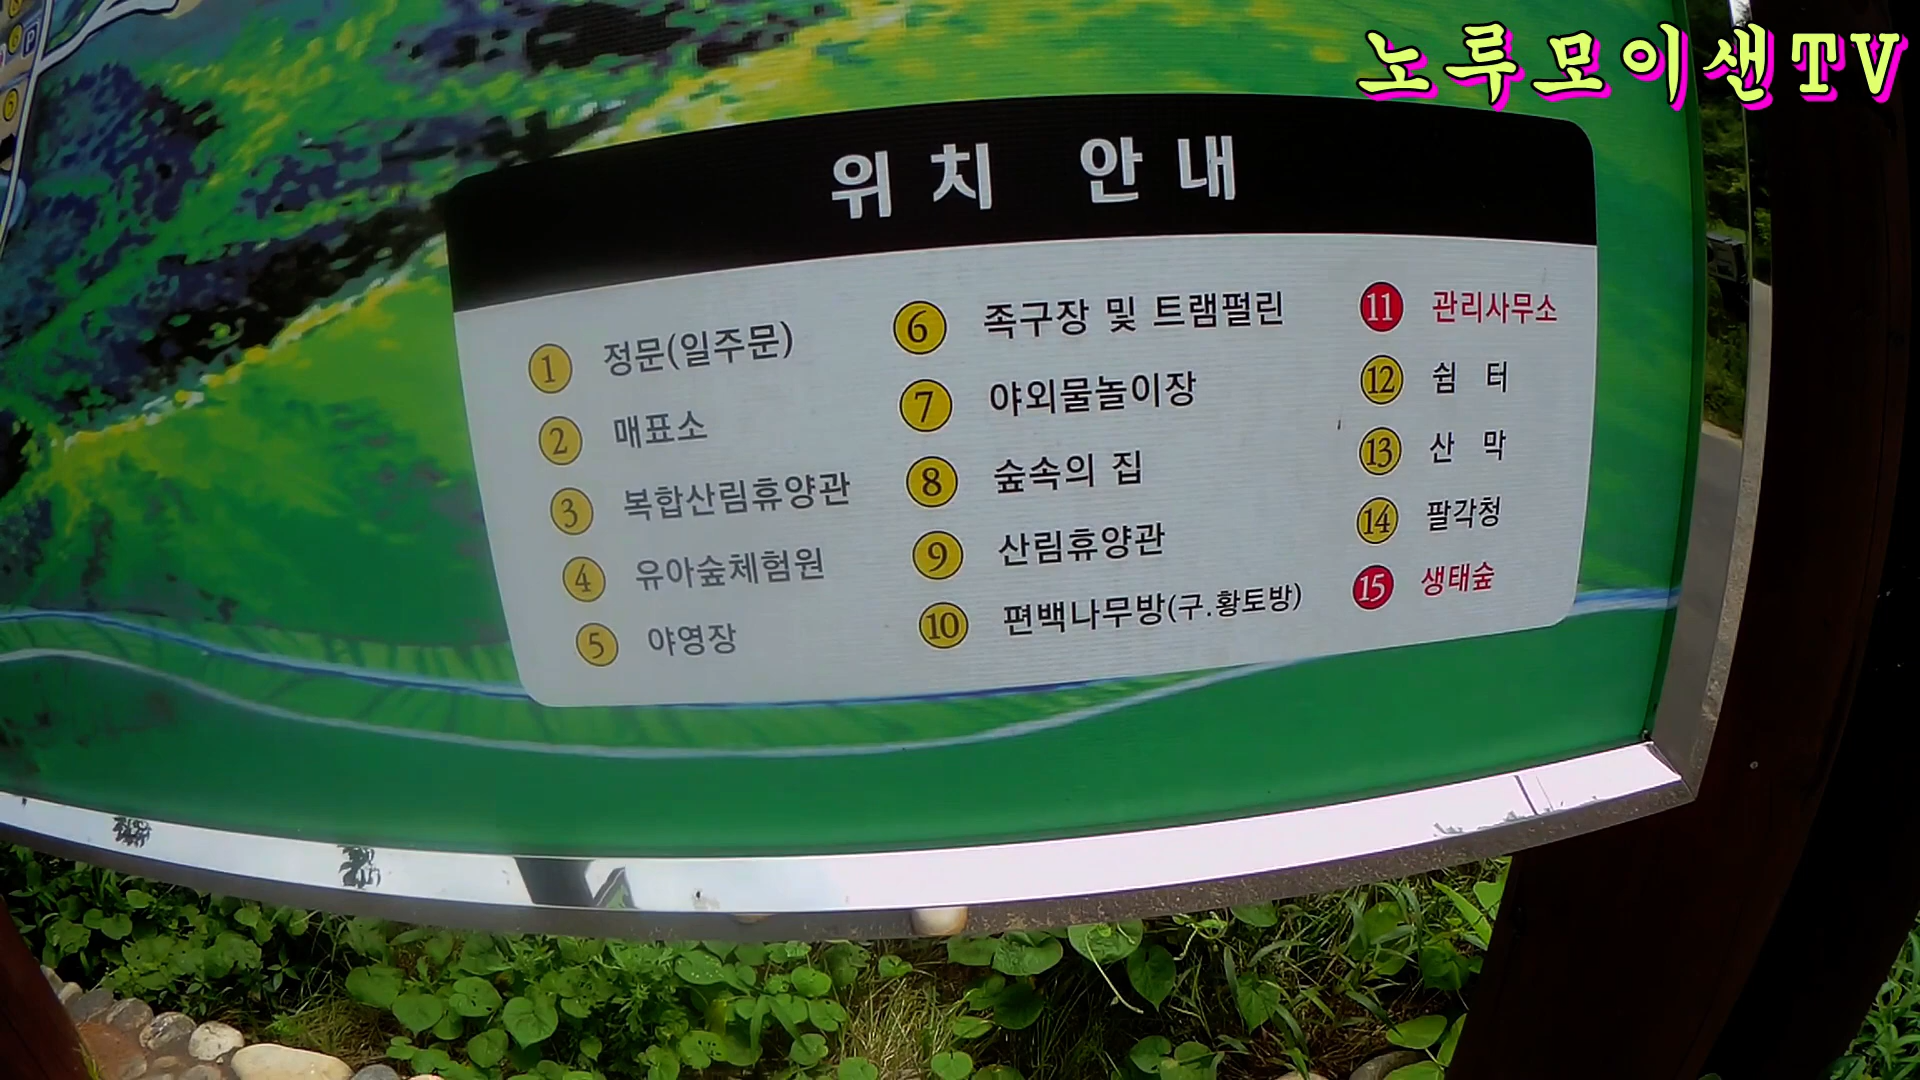 노루모이샌TV
위치 안내
1 정문(일주문)
2 매표소
3 복합산림휴양관
4 유아숲체험원
5 야영장
6 족구장 및 트램펄린
7 야외물놀이장
8 숲속의 집
9 산림휴양관
10 편백나무방(구.황토방)
11 관리사무소
12 쉼 터
13 산 막
14 팔각청
15 생태숲
6 P
5